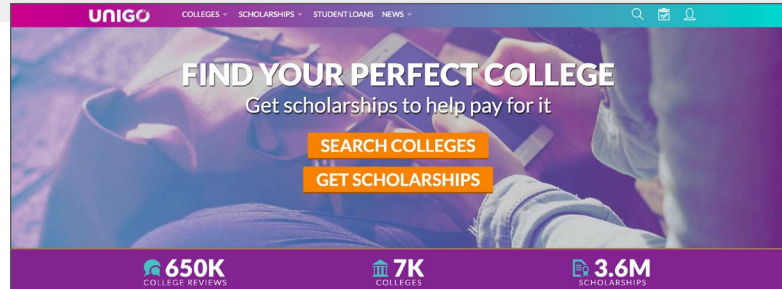 UNIGO COLLEGES SCHOLARSHIPS STUDENT LOANS NEWS
FIND YOUR PERFECT COLLEGE
Get scholarships to help pay for it
SEARCH COLLEGES
GET SCHOLARSHIPS
650K 7K 3.6M
COLLEGE REVIEWS COLLEGES SCHOLARSHIPS